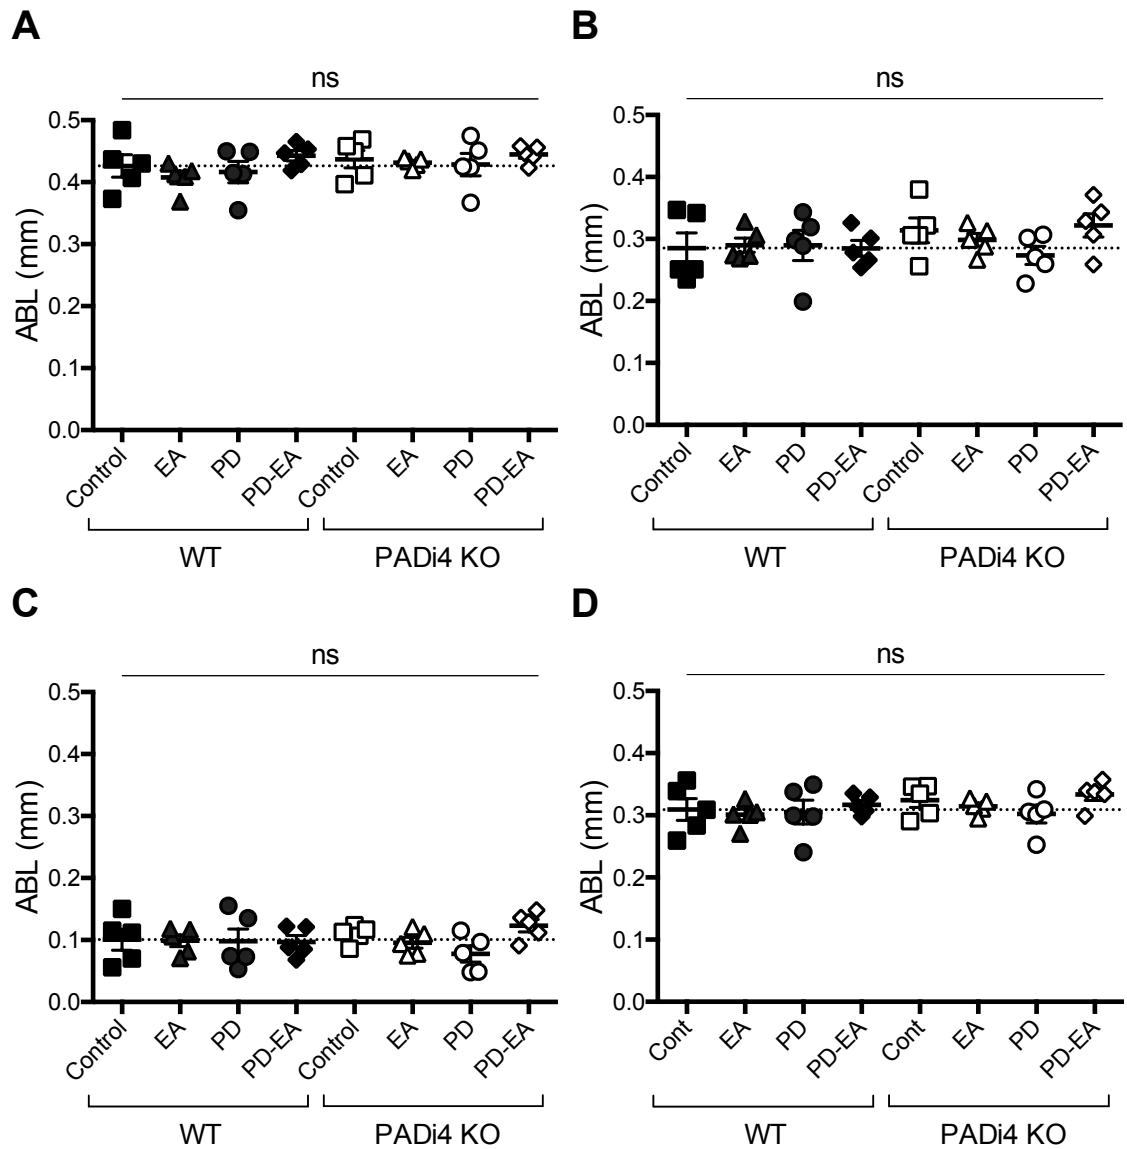 A
ns
ABL (mm)
0.5
0.4
0.3
0.2
0.1
0.0
Control
EA
PD
PD-EA
Control
EA
PD
PD-EA
WT
PADi4 KO
B
ns
ABL (mm)
0.5
0.4
0.3
0.2
0.1
0.0
Control
EA
PD
PD-EA
Control
EA
PD
PD-EA
WT
PADi4 KO
C
ns
ABL (mm)
0.5
0.4
0.3
0.2
0.1
0.0
Control
EA
PD
PD-EA
Control
EA
PD
PD-EA
WT
PADi4 KO
D
ns
ABL (mm)
0.5
0.4
0.3
0.2
0.1
0.0
Cont
EA
PD
PD-EA
Cont
EA
PD
PD-EA
WT
PADi4 KO